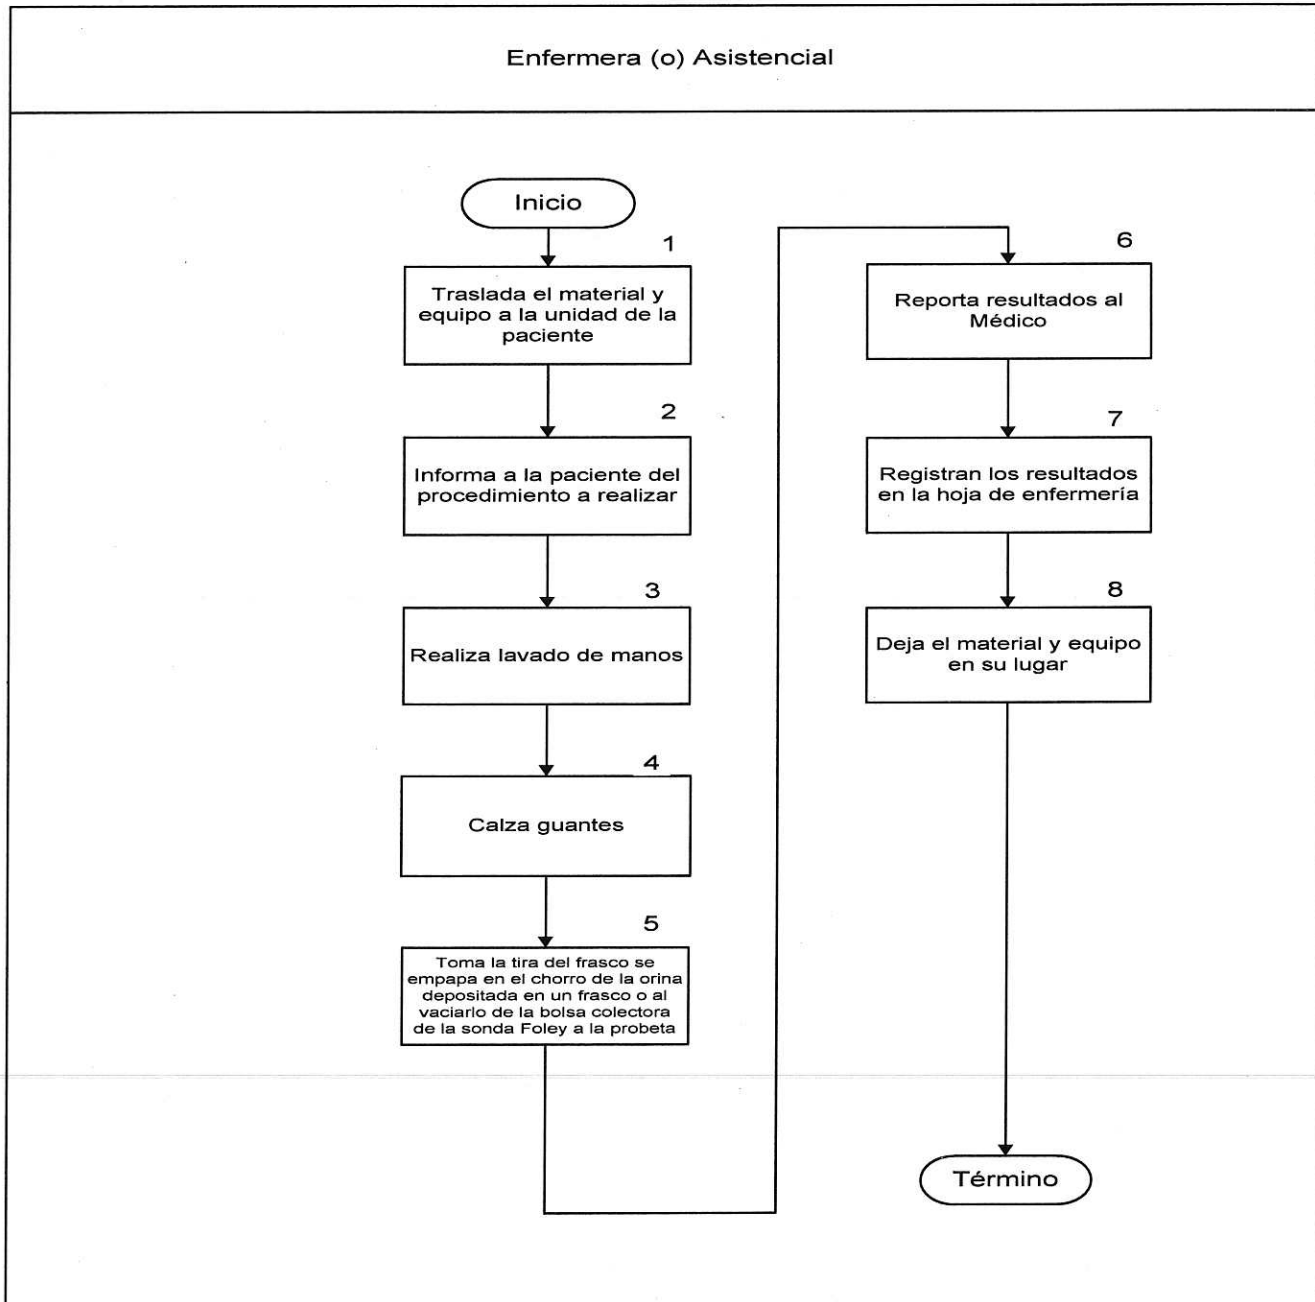 Enfermera (o) Asistencial
Inicio
1
Traslada el material y
equipo a la unidad de la
paciente
2
Informa a la paciente del
procedimiento a realizar
3
Realiza lavado de manos
4
Calza guantes
5
Toma la tira del frasco se
empapa en el chorro de la orina
depositada en un frasco o al
vaciarlo de la bolsa colectora
de la sonda Foley a la probeta
6
Reporta resultados al
Médico
7
Registran los resultados
en la hoja de enfermería
8
Deja el material y equipo
en su lugar
Término